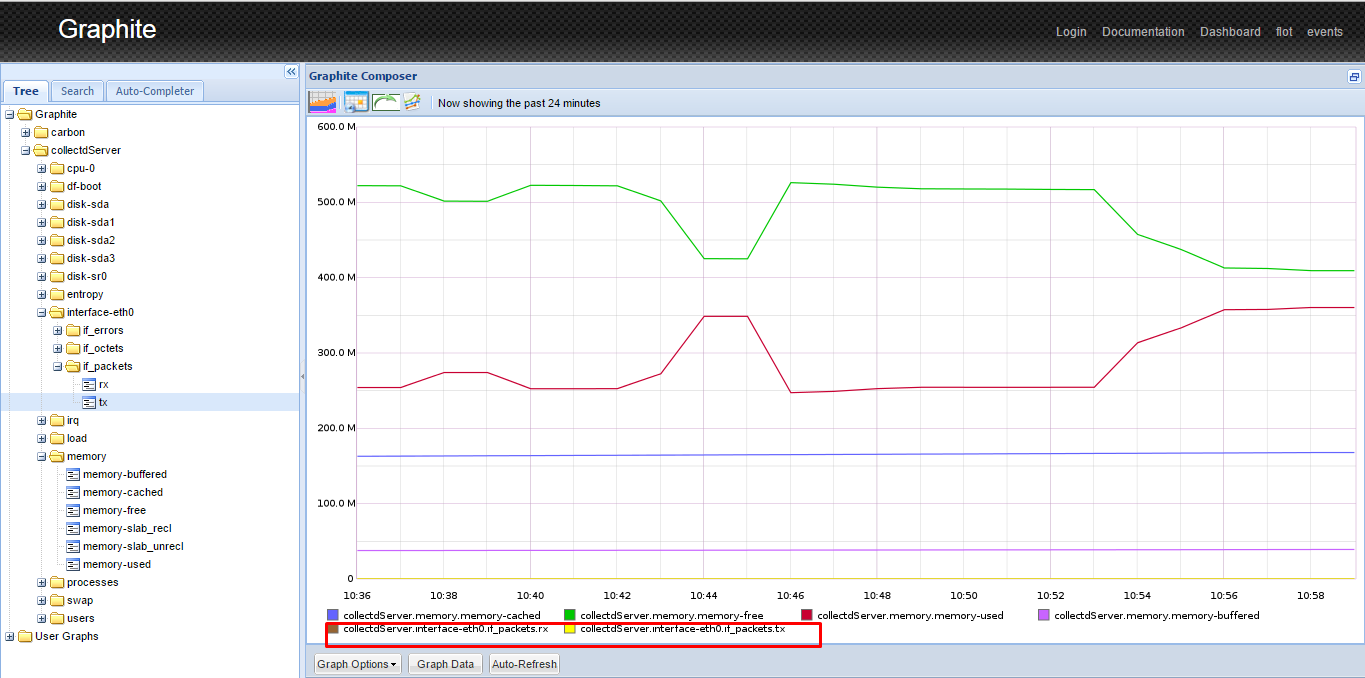 Graphite
Login Documentation Dashboard flot events
Tree Search Auto-Completer
Graphite
carbon
collectdServer
cpu-0
df-boot
disk-sda
disk-sda1
disk-sda2
disk-sda3
disk-sr0
entropy
interface-eth0
if_errors
if_octets
if_packets
rx
tx
irq
load
memory
memory-buffered
memory-cached
memory-free
memory-slab_recl
memory-slab_unrecl
memory-used
processes
swap
users
User Graphs
Graphite Composer
Now showing the past 24 minutes
600.0 M
500.0 M
400.0 M
300.0 M
200.0 M
100.0 M
0
10:36 10:38 10:40 10:42 10:44 10:46 10:48 10:50 10:52 10:54 10:56 10:58
collectdServer.memory.memory-cached collectdServer.memory.memory-free collectdServer.memory.memory-used collectdServer.memory.memory-buffered
collectdServer.interface-eth0.if_packets.rx collectdServer.interface-eth0.if_packets.tx
Graph Options Graph Data Auto-Refresh